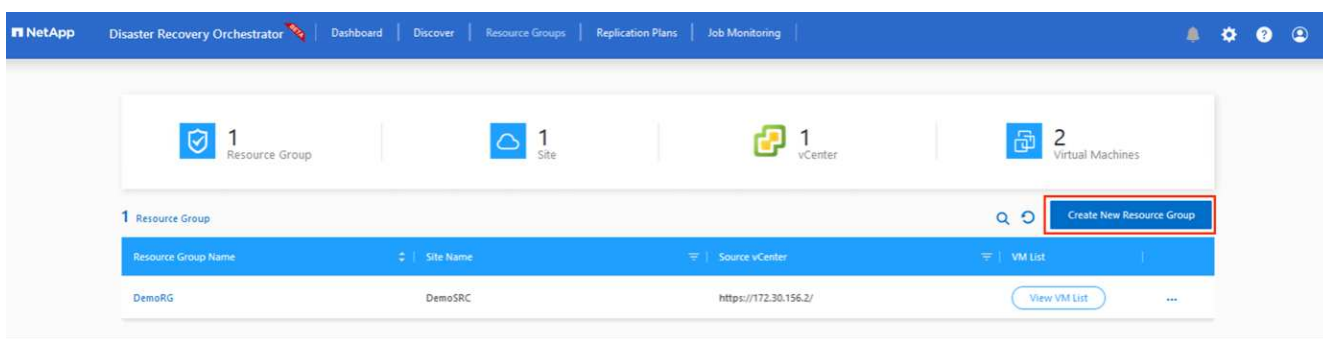 NetApp Disaster Recovery Orchestrator Dashboard Discover Resource Groups Replication Plans Job Monitoring
1 1 1 2
Resource Group Site vCenter Virtual Machines
1 Resource Group Create New Resource Group
Resource Group Name Site Name Source vCenter VM List
DemoRG DemoSRC https://172.30.156.2/ View VM List ...